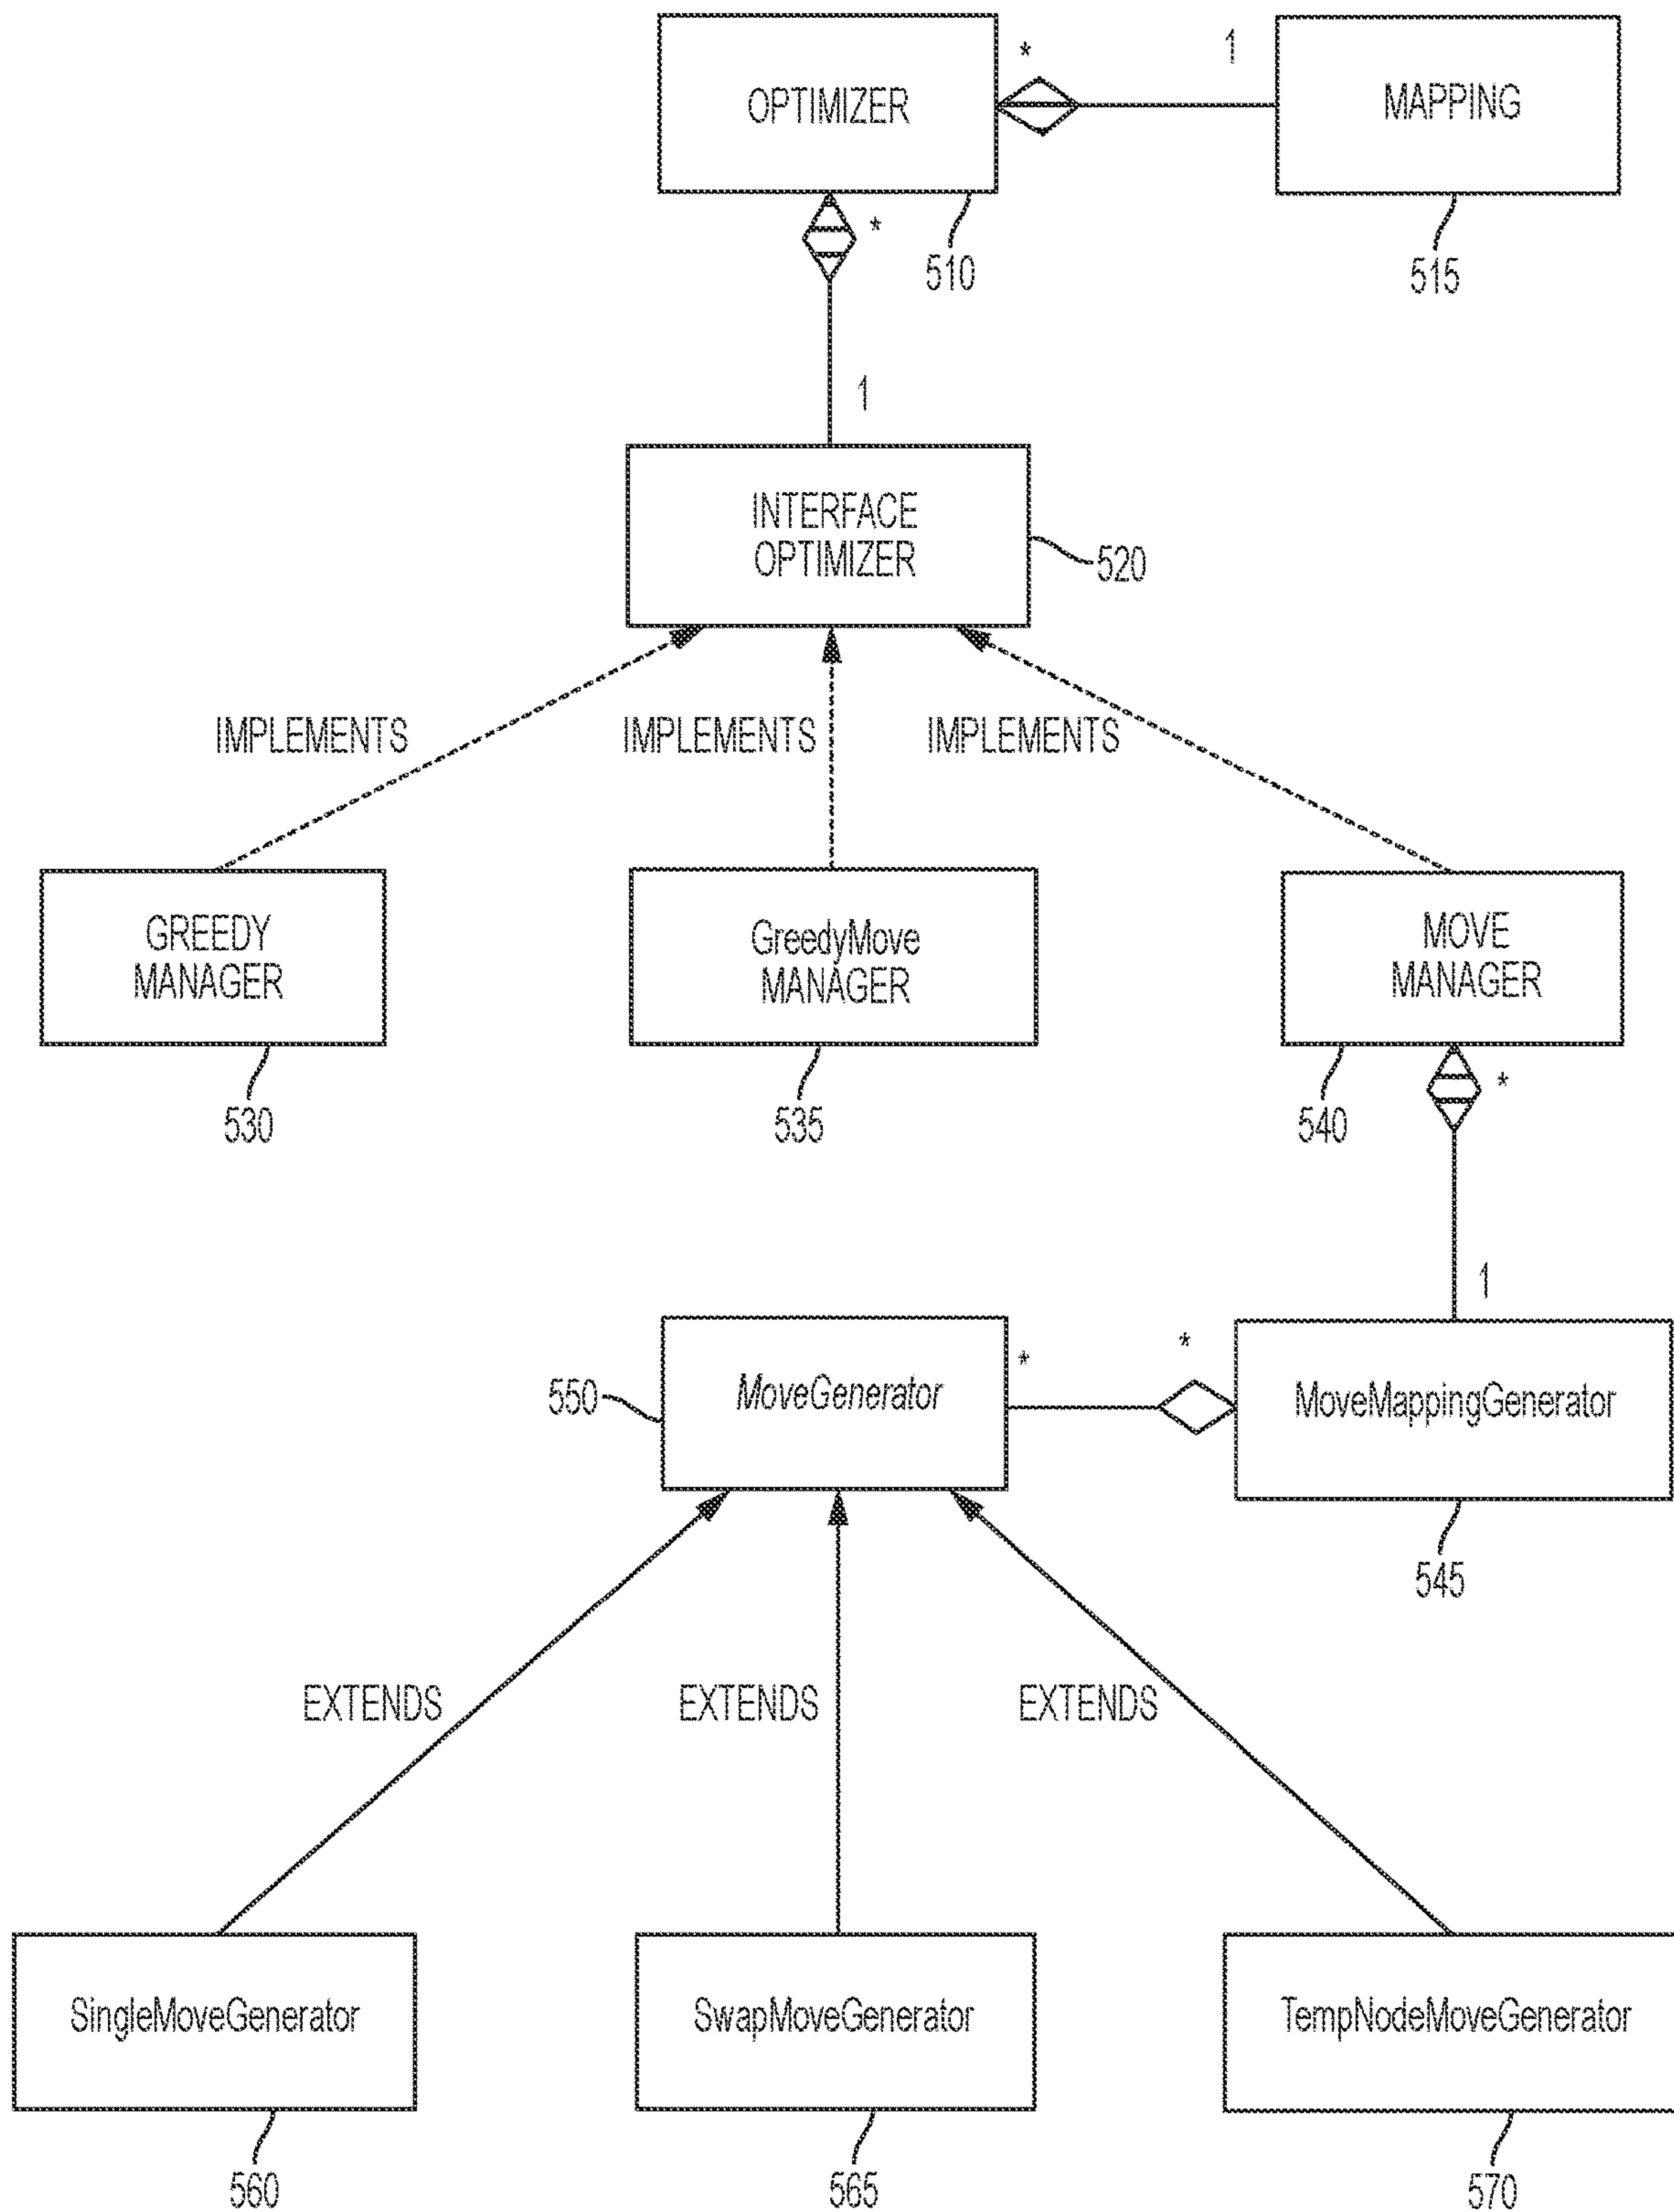 OPTIMIZER
* 1
MAPPING
*
510
515
1
INTERFACE
OPTIMIZER
520
IMPLEMENTS
IMPLEMENTS
IMPLEMENTS
GREEDY
MANAGER
GreedyMove
MANAGER
MOVE
MANAGER
530
535
540
*
1
550
MoveGenerator
* *
MoveMappingGenerator
545
EXTENDS
EXTENDS
EXTENDS
SingleMoveGenerator
SwapMoveGenerator
TempNodeMoveGenerator
560
565
570